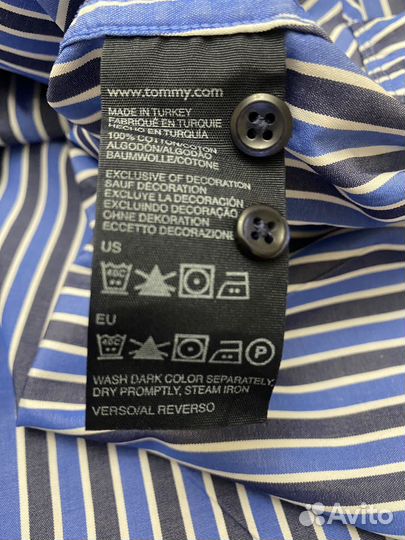 www.tommy.com
MADE IN TURKEY
FABRIQUÉ EN TURQUIE
HECHO EN TURQUÍA
100% COTTON/COTON
ALGODÓN/ALGODÃO
BAUMWOLLE/COTONE
EXCLUSIVE OF DECORATION
SAUF DÉCORATION
EXCLUYE LA DECORACIÓN
EXCLUINDO DECORAÇÃO
OHNE DEKORATION
ECCETTO DECORAZIONE
US
40C
EU
40C
P
WASH DARK COLOR SEPARATELY,
DRY PROMPTLY, STEAM IRON
VERSO/AL REVERSO
Avito